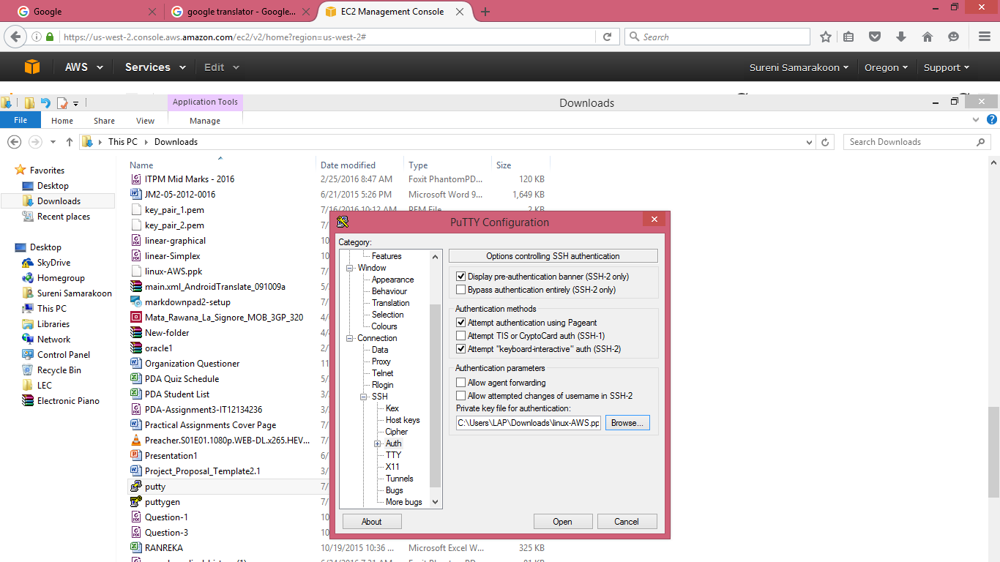 Google
google translator - Google...
EC2 Management Console
https://us-west-2.console.aws.amazon.com/ec2/v2/home?region=us-west-2#
Search
AWS
Services
Edit
Sureni Samarakoon
Oregon
Support
Application Tools
Downloads
File
Home
Share
View
Manage
This PC
Downloads
Search Downloads
Name
Date modified
Type
Size
Favorites
Desktop
Downloads
Recent places
Desktop
SkyDrive
Homegroup
Sureni Samarakoon
This PC
Libraries
Network
Control Panel
Recycle Bin
LEC
Electronic Piano
ITPM Mid Marks - 2016 2/25/2016 8:47 AM Foxit PhantomPD... 120 KB
JM2-05-2012-0016 6/21/2015 5:26 PM Microsoft Word 9... 1,649 KB
key_pair_1.pem 7/16/2016 10:12 AM PEM File 2 KB
key_pair_2.pem 7/
linear-graphical 10
linear-Simplex 10
linux-AWS.ppk 7/
main.xml_AndroidTranslate_091009a 5/
markdownpad2-setup 4/
Mata_Rawana_La_Signore_MOB_3GP_320 4/
New-folder 4/
oracle1 2/
Organization Questioner 11
PDA Quiz Schedule 5/
PDA Student List 3/
PDA-Assignment3-IT12134236 3/
Practical Assignments Cover Page 7/
Preacher.S01E01.1080p.WEB-DL.x265.HEV... 7/
Presentation1 6/
Project_Proposal_Template2.1 7/
putty 7/
puttygen 7/
Question-1 10
Question-3 10
RANREKA 10/19/2015 10:36 ... Microsoft Excel W... 325 KB
PuTTY Configuration
Category:
Features
Window
Appearance
Behaviour
Translation
Selection
Colours
Connection
Data
Proxy
Telnet
Rlogin
SSH
Kex
Host keys
Cipher
Auth
TTY
X11
Tunnels
Bugs
More bugs
Options controlling SSH authentication
Display pre-authentication banner (SSH-2 only)
Bypass authentication entirely (SSH-2 only)
Authentication methods
Attempt authentication using Pageant
Attempt TIS or CryptoCard auth (SSH-1)
Attempt "keyboard-interactive" auth (SSH-2)
Authentication parameters
Allow agent forwarding
Allow attempted changes of username in SSH-2
Private key file for authentication:
C:\Users\LAP\Downloads\linux-AWS.pp
Browse...
About
Open
Cancel